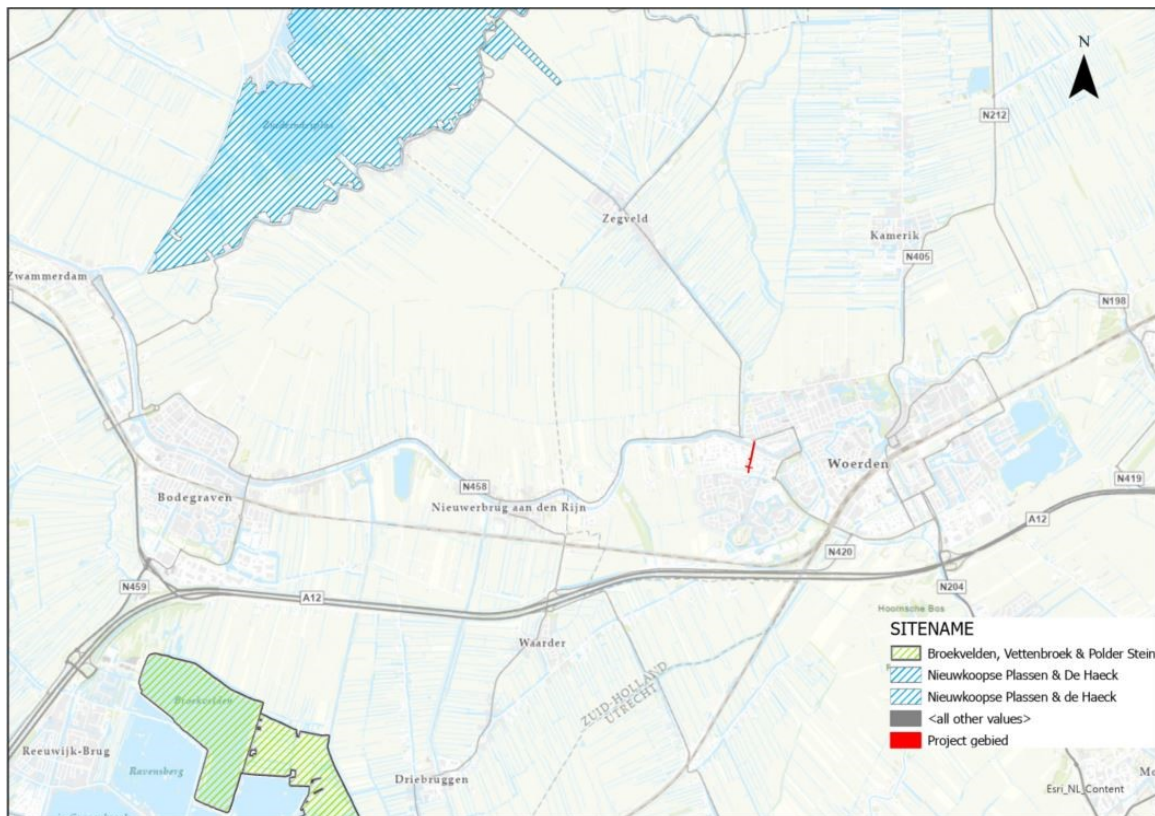 N
N212
Zegveld
Kamerik
N405
Zwammerdam
N198
Woerden
N458
Bodegraven
Nieuwerbrug aan den Rijn
N419
A12
N420
N459
N204
A12
Hoornsche Bos
Waarder
SITENAME
Broekvelden, Vettenbroek & Polder Stein
Nieuwkoopse Plassen & De Haeck
Nieuwkoopse Plassen & de Haeck
<all other values>
Project gebied
ZUID-HOLLAND
UTRECHT
Broekvelden
Reeuwijk-Brug
Ravensberg
Driebruggen
Esri_NL_Content